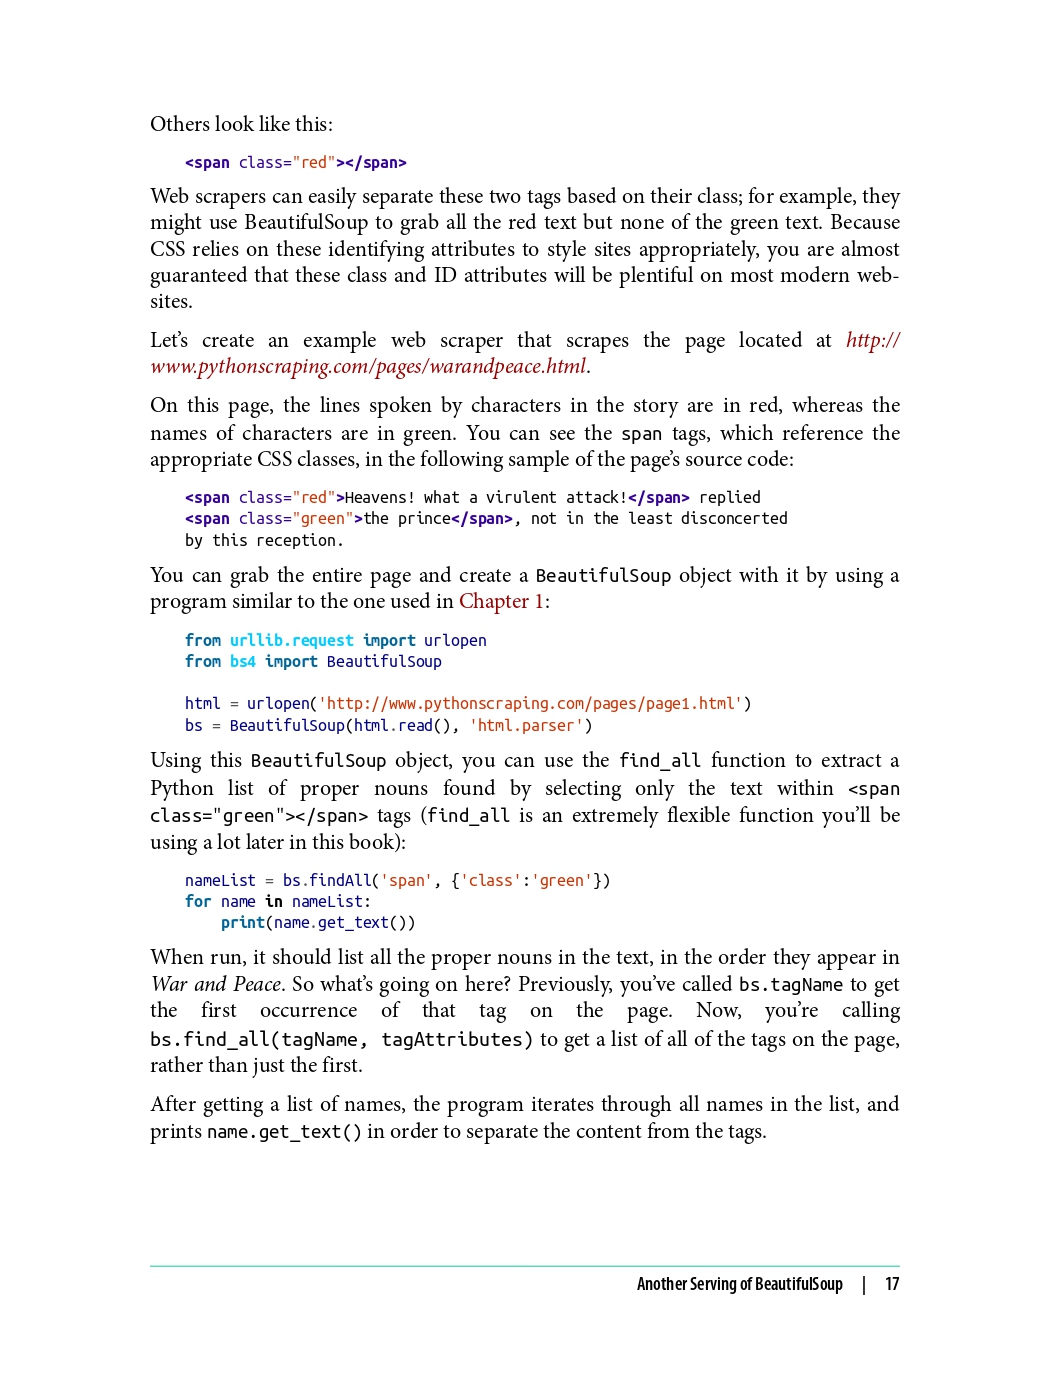 Others look like this:
<span class="red"></span>
Web scrapers can easily separate these two tags based on their class; for example, they
might use BeautifulSoup to grab all the red text but none of the green text. Because
CSS relies on these identifying attributes to style sites appropriately, you are almost
guaranteed that these class and ID attributes will be plentiful on most modern web-
sites.
Let's create an example web scraper that scrapes the page located at http://
www.pythonscraping.com/pages/warandpeace.html.
On this page, the lines spoken by characters in the story are in red, whereas the
names of characters are in green. You can see the span tags, which reference the
appropriate CSS classes, in the following sample of the page's source code:
<span class="red">Heavens! what a virulent attack!</span> replied
<span class="green">the prince</span>, not in the least disconcerted
by this reception.
You can grab the entire page and create a BeautifulSoup object with it by using a
program similar to the one used in Chapter 1:
from urllib.request import urlopen
from bs4 import BeautifulSoup
html = urlopen('http://www.pythonscraping.com/pages/page1.html')
bs = BeautifulSoup(html.read(), 'html.parser')
Using this BeautifulSoup object, you can use the find_all function to extract a
Python list of proper nouns found by selecting only the text within <span
class="green"></span> tags (find_all is an extremely flexible function you'll be
using a lot later in this book):
nameList = bs.findAll('span', {'class':'green'})
for name in nameList:
    print(name.get_text())
When run, it should list all the proper nouns in the text, in the order they appear in
War and Peace. So what's going on here? Previously, you've called bs.tagName to get
the first occurrence of that tag on the page. Now, you're calling
bs.find_all(tagName, tagAttributes) to get a list of all of the tags on the page,
rather than just the first.
After getting a list of names, the program iterates through all names in the list, and
prints name.get_text() in order to separate the content from the tags.
Another Serving of BeautifulSoup | 17